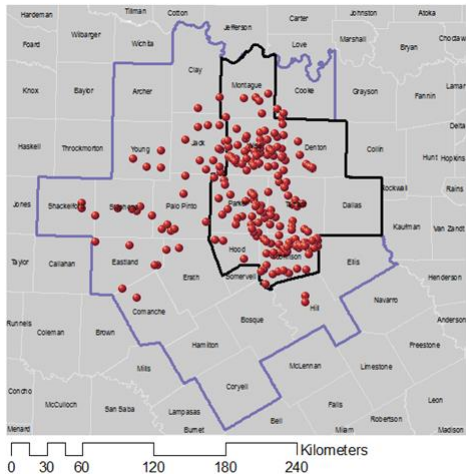 Hardeman
Tillman
Cotton
Jefferson
Carter
Johnston
Atoka
Foard
Wilbarger
Wichita
Love
Marshall
Bryan
Choctaw
Clay
Knox
Baylor
Archer
Montague
Cooke
Grayson
Fannin
Lamar
Delta
Haskell
Throckmorton
Young
Jack
Denton
Collin
Hunt
Hopkins
Jones
Shackelford
Stephens
Palo Pinto
Parker
Dallas
Rockwall
Rains
Kaufman
Van Zandt
Taylor
Callahan
Eastland
Erath
Hood
Somervell
Johnson
Ellis
Henderson
Comanche
Hill
Navarro
Runnels
Coleman
Brown
Bosque
Anderson
Hamilton
Freestone
Mills
McLennan
Limestone
Concho
McCulloch
San Saba
Coryell
Falls
Leon
Lampasas
Robertson
Menard
Burnet
Bell
Milam
Madison
Kilometers
0 30 60 120 180 240